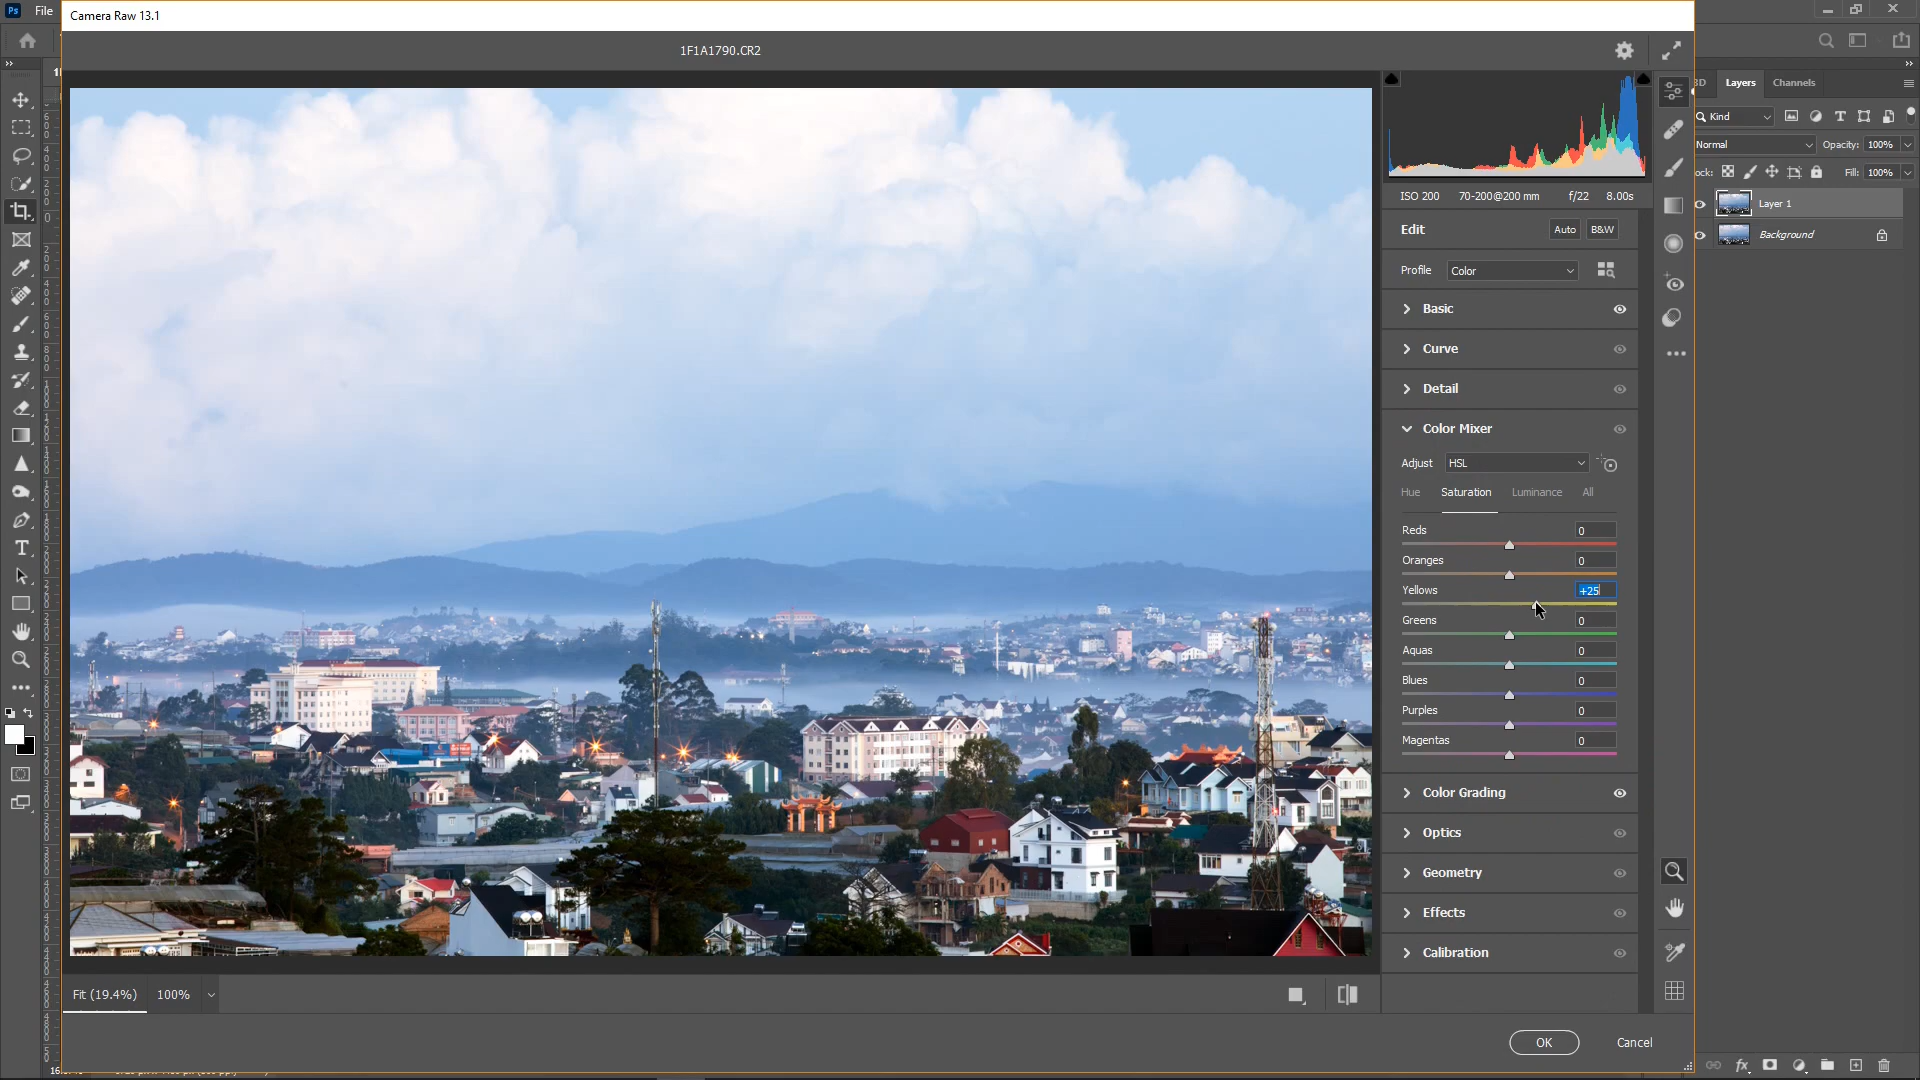 Ps File
Camera Raw 13.1
1F1A1790.CR2
ISO 200 70-200@200 mm f/22 8.00s
Edit Auto B&W
Profile Color
Basic
Curve
Detail
Color Mixer
Adjust HSL
Hue Saturation Luminance All
Reds 0
Oranges 0
Yellows +25
Greens 0
Aquas 0
Blues 0
Purples 0
Magentas 0
Color Grading
Optics
Geometry
Effects
Calibration
Fit (19.4%) 100%
OK Cancel
3D Layers Channels
Kind
Normal Opacity: 100%
Fill: 100%
Layer 1
Background